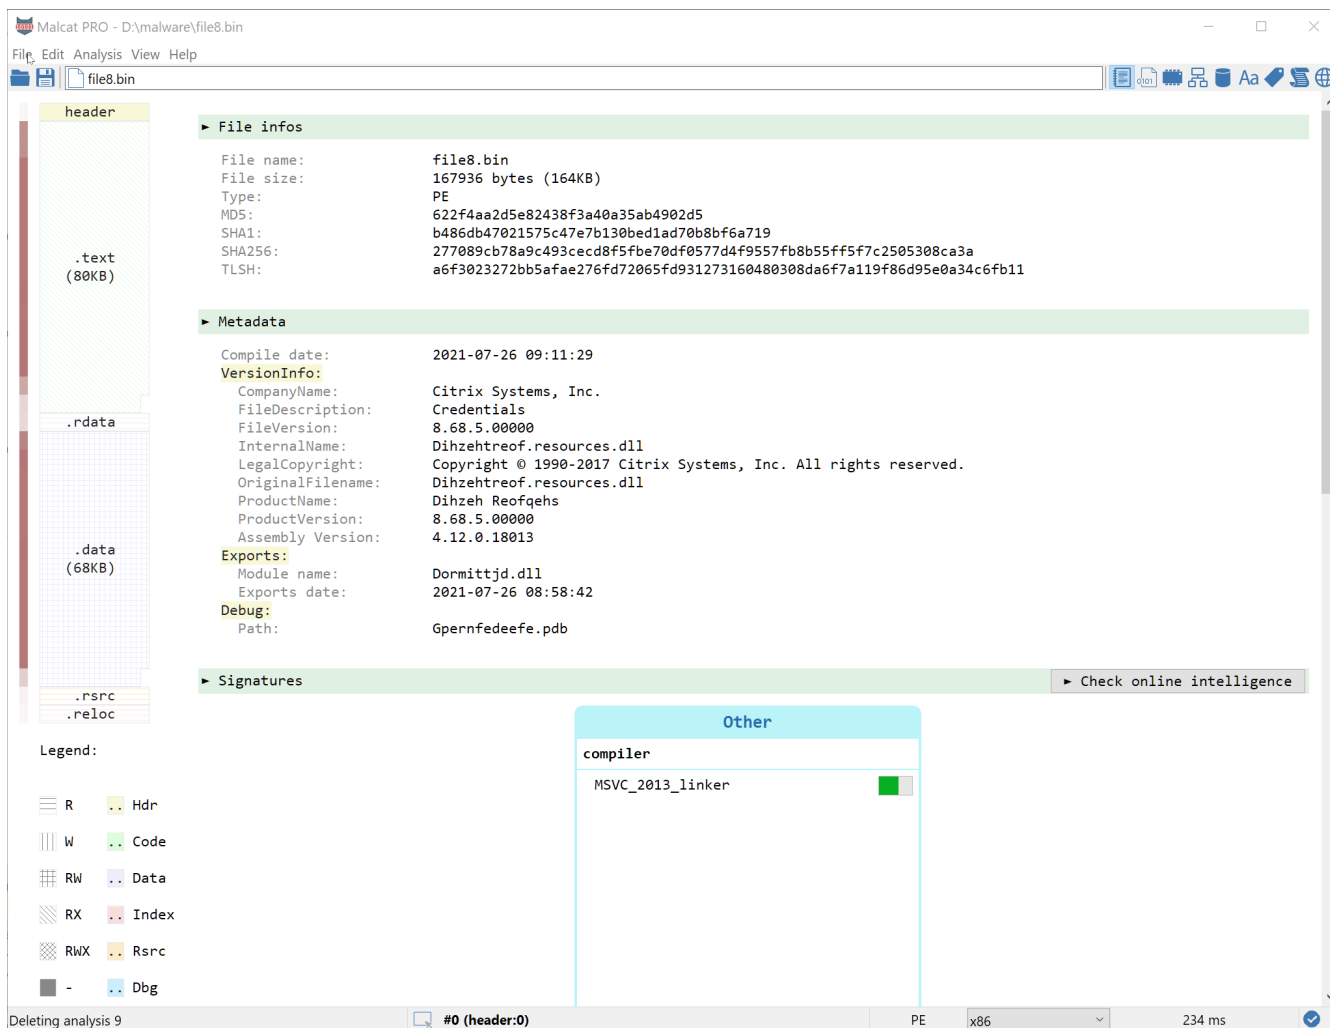 Malcat PRO - D:\malware\file8.bin
File Edit Analysis View Help
file8.bin
0101
Aa
header
.text
(80KB)
.rdata
.data
(68KB)
.rsrc
.reloc
Legend:
R .. Hdr
W .. Code
RW .. Data
RX .. Index
RWX .. Rsrc
- .. Dbg
► File infos
File name: file8.bin
File size: 167936 bytes (164KB)
Type: PE
MD5: 622f4aa2d5e82438f3a40a35ab4902d5
SHA1: b486db47021575c47e7b130bed1ad70b8bf6a719
SHA256: 277089cb78a9c493cecd8f5fbe70df0577d4f9557fb8b55ff5f7c2505308ca3a
TLSH: a6f3023272bb5afae276fd72065fd931273160480308da6f7a119f86d95e0a34c6fb11
► Metadata
Compile date: 2021-07-26 09:11:29
VersionInfo:
CompanyName: Citrix Systems, Inc.
FileDescription: Credentials
FileVersion: 8.68.5.00000
InternalName: Dihzehtreof.resources.dll
LegalCopyright: Copyright © 1990-2017 Citrix Systems, Inc. All rights reserved.
OriginalFilename: Dihzehtreof.resources.dll
ProductName: Dihzeh Reofqehs
ProductVersion: 8.68.5.00000
Assembly Version: 4.12.0.18013
Exports:
Module name: Dormittjd.dll
Exports date: 2021-07-26 08:58:42
Debug:
Path: Gpernfedeefe.pdb
► Signatures
► Check online intelligence
Other
compiler
MSVC_2013_linker
Deleting analysis 9
#0 (header:0)
PE
x86
234 ms